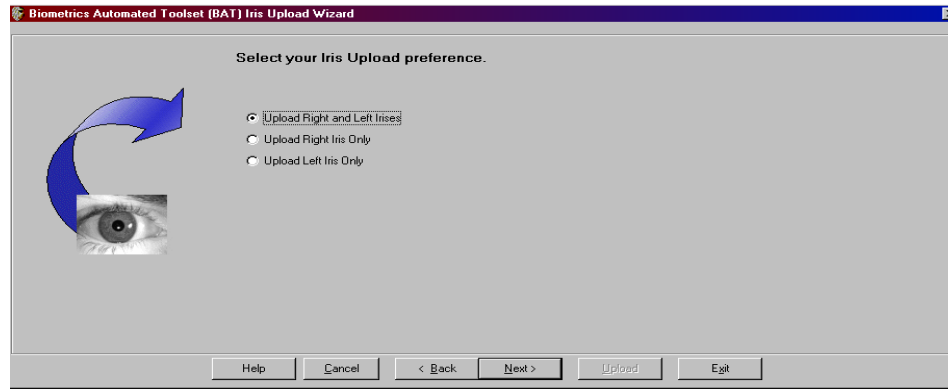 Biometrics Automated Toolset (BAT) Iris Upload Wizard
Select your Iris Upload preference.
Upload Right and Left Irises
Upload Right Iris Only
Upload Left Iris Only
Help Cancel < Back Next > Upload Exit